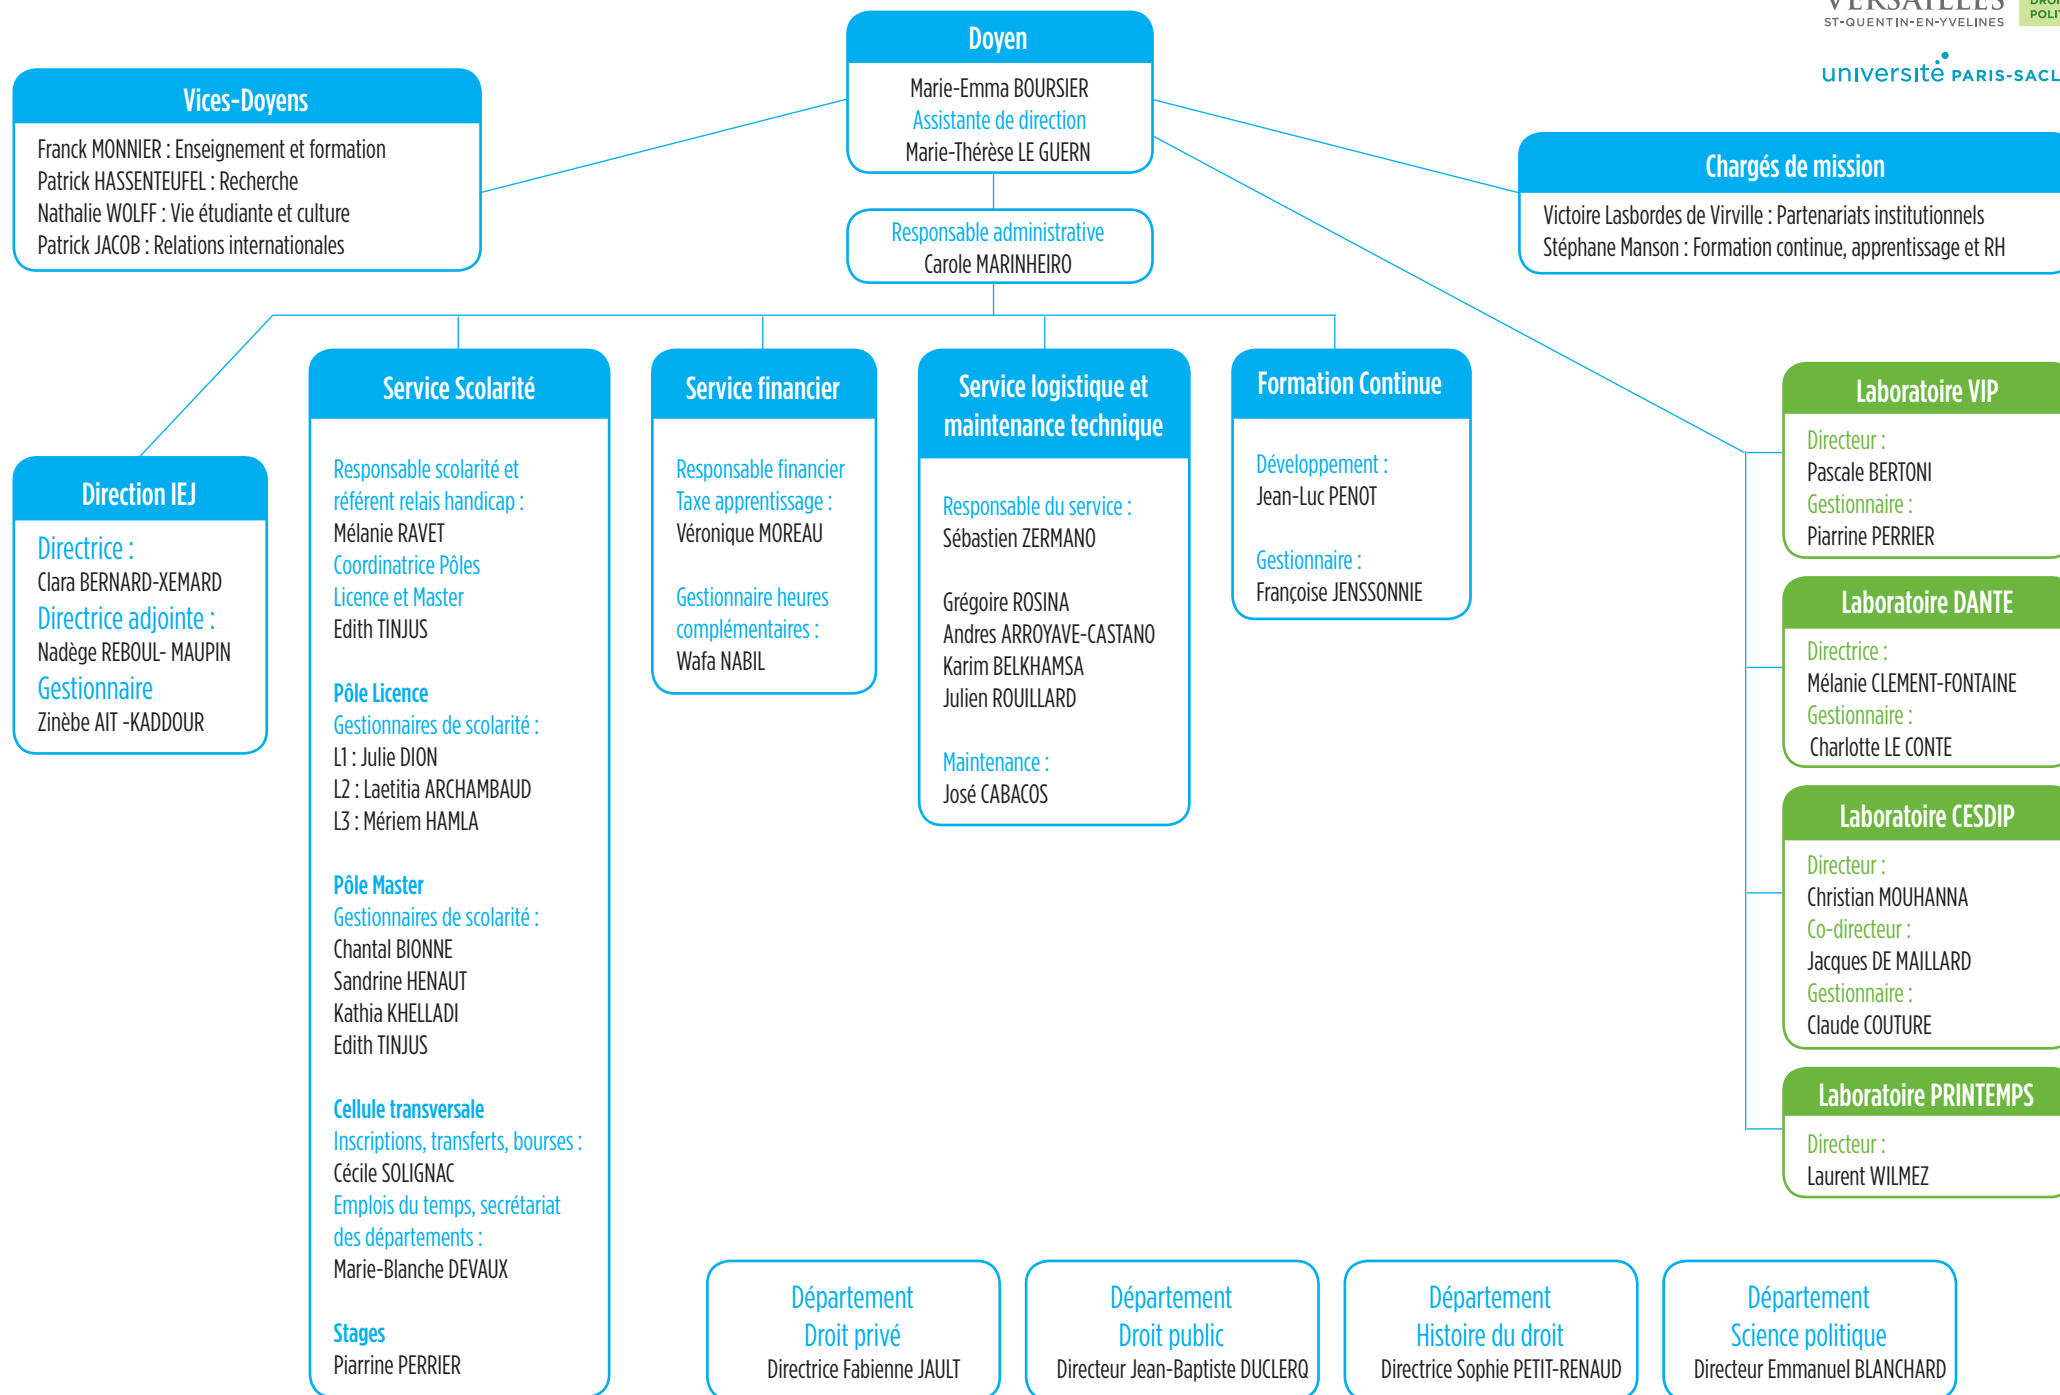 VERSAILLES
ST-QUENTIN-EN-YVELINES
université PARIS-SACL
Doyen
Marie-Emma BOURSIER
Assistante de direction
Marie-Thérèse LE GUERN
Vices-Doyens
Franck MONNIER : Enseignement et formation
Patrick HASSENTEUFEL : Recherche
Nathalie WOLFF : Vie étudiante et culture
Patrick JACOB : Relations internationales
Chargés de mission
Victoire Lasbordes de Virville : Partenariats institutionnels
Stéphane Manson : Formation continue, apprentissage et RH
Responsable administrative
Carole MARINHEIRO
Direction IEJ
Directrice :
Clara BERNARD-XEMARD
Directrice adjointe :
Nadège REBOUL- MAUPIN
Gestionnaire
Zinèbe AIT -KADDOUR
Service Scolarité
Responsable scolarité et
référent relais handicap :
Mélanie RAVET
Coordinatrice Pôles
Licence et Master
Edith TINJUS
Pôle Licence
Gestionnaires de scolarité :
L1 : Julie DION
L2 : Laetitia ARCHAMBAUD
L3 : Mériem HAMLA
Pôle Master
Gestionnaires de scolarité :
Chantal BIONNE
Sandrine HENAUT
Kathia KHELLADI
Edith TINJUS
Cellule transversale
Inscriptions, transferts, bourses :
Cécile SOLIGNAC
Emplois du temps, secrétariat
des départements :
Marie-Blanche DEVAUX
Stages
Piarrine PERRIER
Service financier
Responsable financier
Taxe apprentissage :
Véronique MOREAU
Gestionnaire heures
complémentaires :
Wafa NABIL
Service logistique et
maintenance technique
Responsable du service :
Sébastien ZERMANO
Grégoire ROSINA
Andres ARROYAVE-CASTANO
Karim BELKHAMSA
Julien ROUILLARD
Maintenance :
José CABACOS
Formation Continue
Développement :
Jean-Luc PENOT
Gestionnaire :
Françoise JENSSONNIE
Laboratoire VIP
Directeur :
Pascale BERTONI
Gestionnaire :
Piarrine PERRIER
Laboratoire DANTE
Directrice :
Mélanie CLEMENT-FONTAINE
Gestionnaire :
Charlotte LE CONTE
Laboratoire CESDIP
Directeur :
Christian MOUHANNA
Co-directeur :
Jacques DE MAILLARD
Gestionnaire :
Claude COUTURE
Laboratoire PRINTEMPS
Directeur :
Laurent WILMEZ
Département
Droit privé
Directrice Fabienne JAULT
Département
Droit public
Directeur Jean-Baptiste DUCLERQ
Département
Histoire du droit
Directrice Sophie PETIT-RENAUD
Département
Science politique
Directeur Emmanuel BLANCHARD